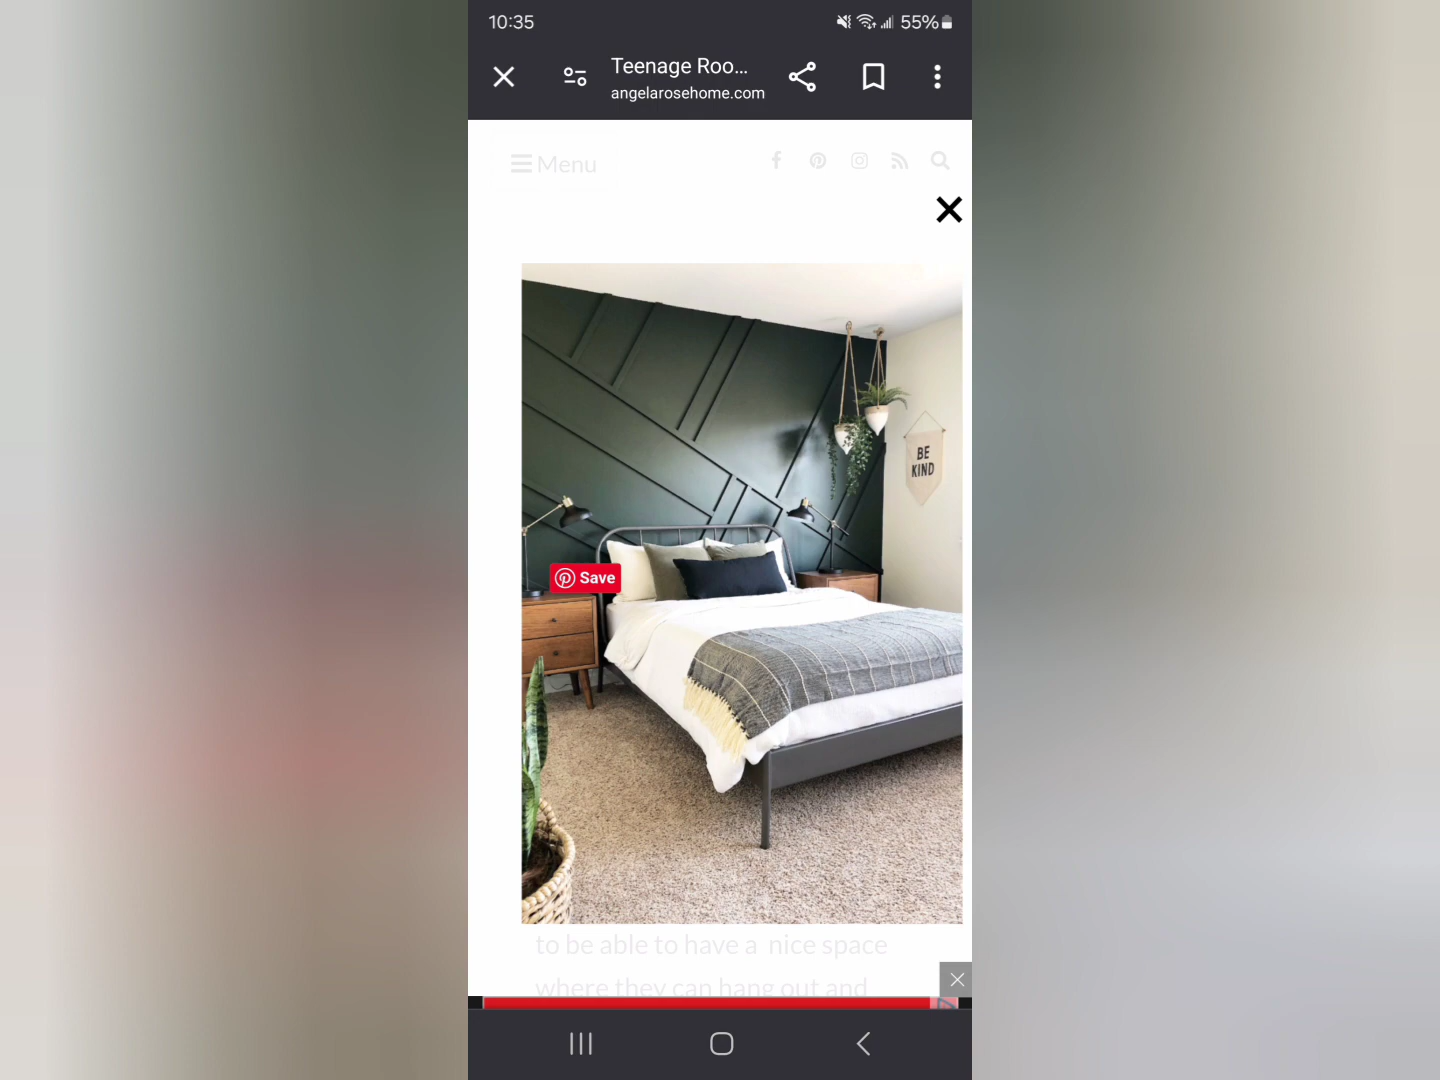 10:35
55%
Teenage Roo...
angelarosehome.com
Menu
BE
KIND
Save
to be able to have a nice space
where they can hang out and